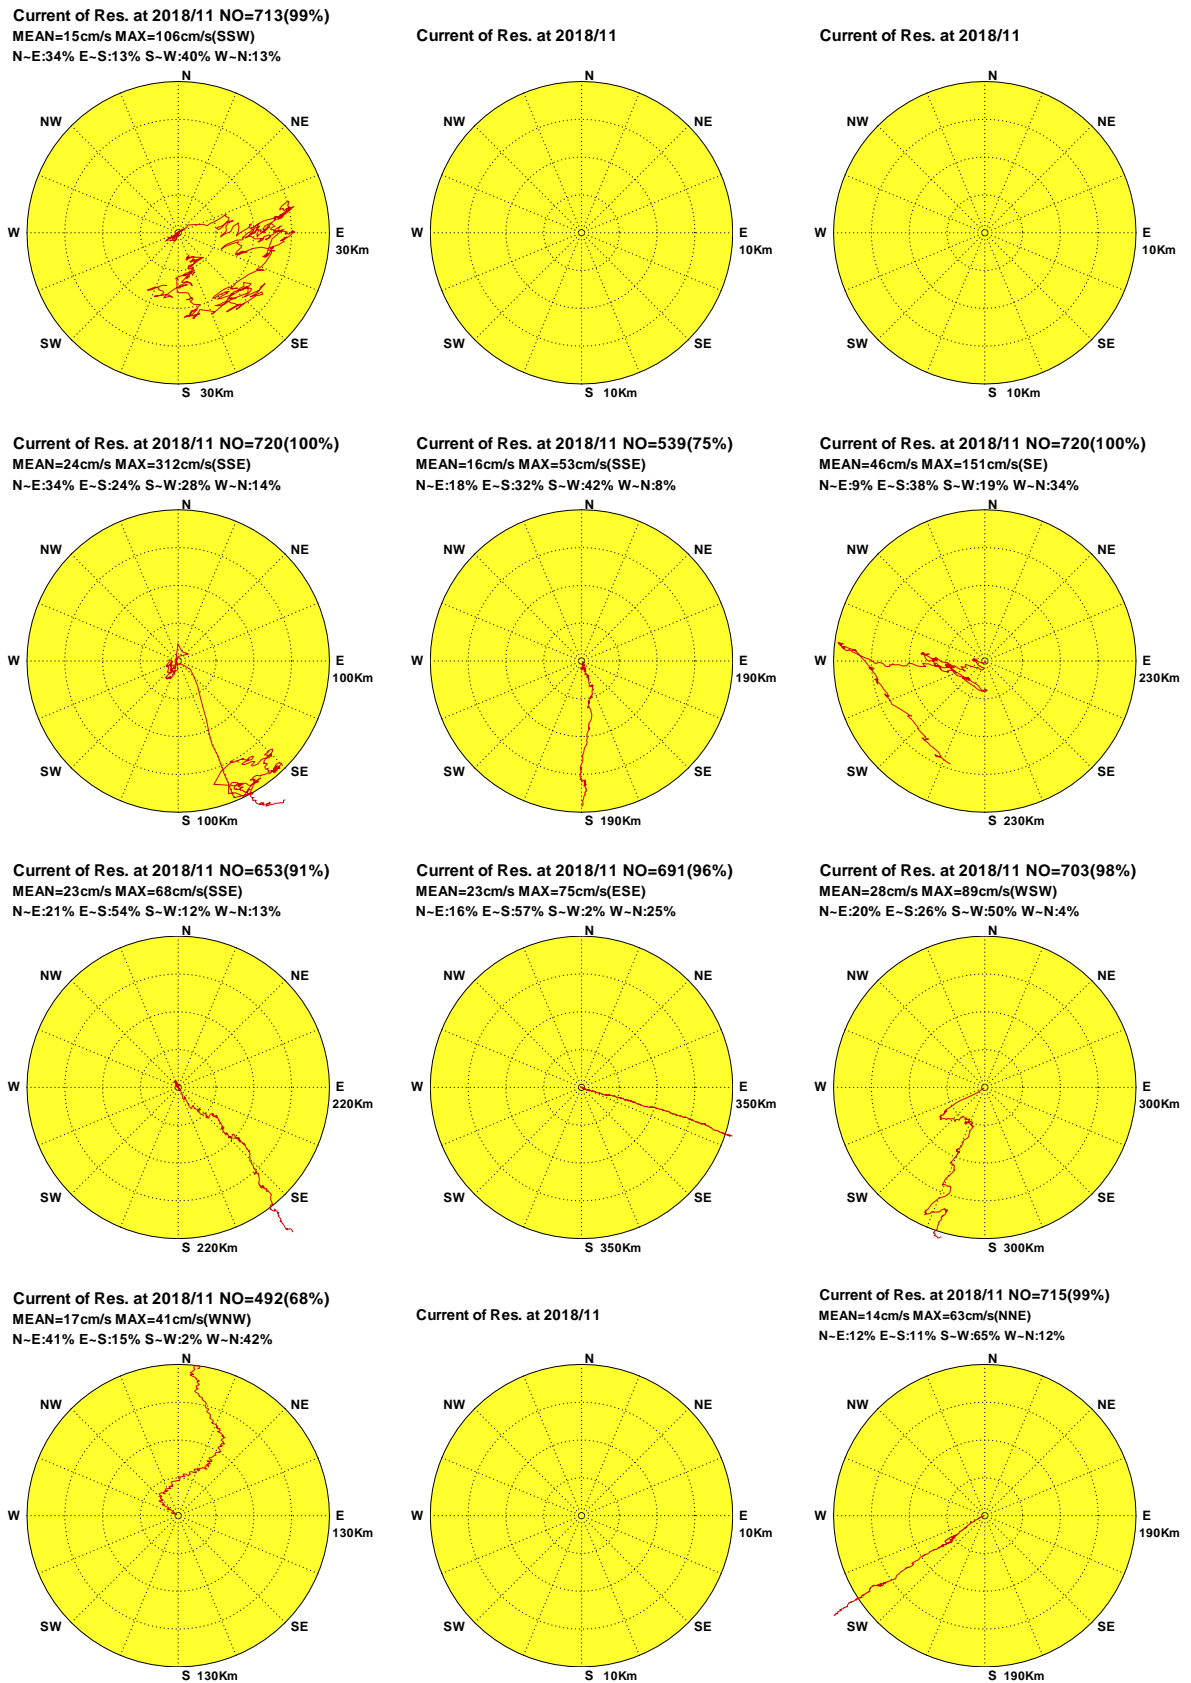 Current of Res. at 2018/11 NO=713(99%)
MEAN=15cm/s MAX=106cm/s(SSW)
N~E:34% E~S:13% S~W:40% W~N:13%
N
NW
NE
W
E
30Km
SW
SE
S 30Km
Current of Res. at 2018/11
N
NW
NE
W
E
10Km
SW
SE
S 10Km
Current of Res. at 2018/11
N
NW
NE
W
E
10Km
SW
SE
S 10Km
Current of Res. at 2018/11 NO=720(100%)
MEAN=24cm/s MAX=312cm/s(SSE)
N~E:34% E~S:24% S~W:28% W~N:14%
N
NW
NE
W
E
100Km
SW
SE
S 100Km
Current of Res. at 2018/11 NO=539(75%)
MEAN=16cm/s MAX=53cm/s(SSE)
N~E:18% E~S:32% S~W:42% W~N:8%
N
NW
NE
W
E
190Km
SW
SE
S 190Km
Current of Res. at 2018/11 NO=720(100%)
MEAN=46cm/s MAX=151cm/s(SE)
N~E:9% E~S:38% S~W:19% W~N:34%
N
NW
NE
W
E
230Km
SW
SE
S 230Km
Current of Res. at 2018/11 NO=653(91%)
MEAN=23cm/s MAX=68cm/s(SSE)
N~E:21% E~S:54% S~W:12% W~N:13%
N
NW
NE
W
E
220Km
SW
SE
S 220Km
Current of Res. at 2018/11 NO=691(96%)
MEAN=23cm/s MAX=75cm/s(ESE)
N~E:16% E~S:57% S~W:2% W~N:25%
N
NW
NE
W
E
350Km
SW
SE
S 350Km
Current of Res. at 2018/11 NO=703(98%)
MEAN=28cm/s MAX=89cm/s(WSW)
N~E:20% E~S:26% S~W:50% W~N:4%
N
NW
NE
W
E
300Km
SW
SE
S 300Km
Current of Res. at 2018/11 NO=492(68%)
MEAN=17cm/s MAX=41cm/s(WNW)
N~E:41% E~S:15% S~W:2% W~N:42%
N
NW
NE
W
E
130Km
SW
SE
S 130Km
Current of Res. at 2018/11
N
NW
NE
W
E
10Km
SW
SE
S 10Km
Current of Res. at 2018/11 NO=715(99%)
MEAN=14cm/s MAX=63cm/s(NNE)
N~E:12% E~S:11% S~W:65% W~N:12%
N
NW
NE
W
E
190Km
SW
SE
S 190Km